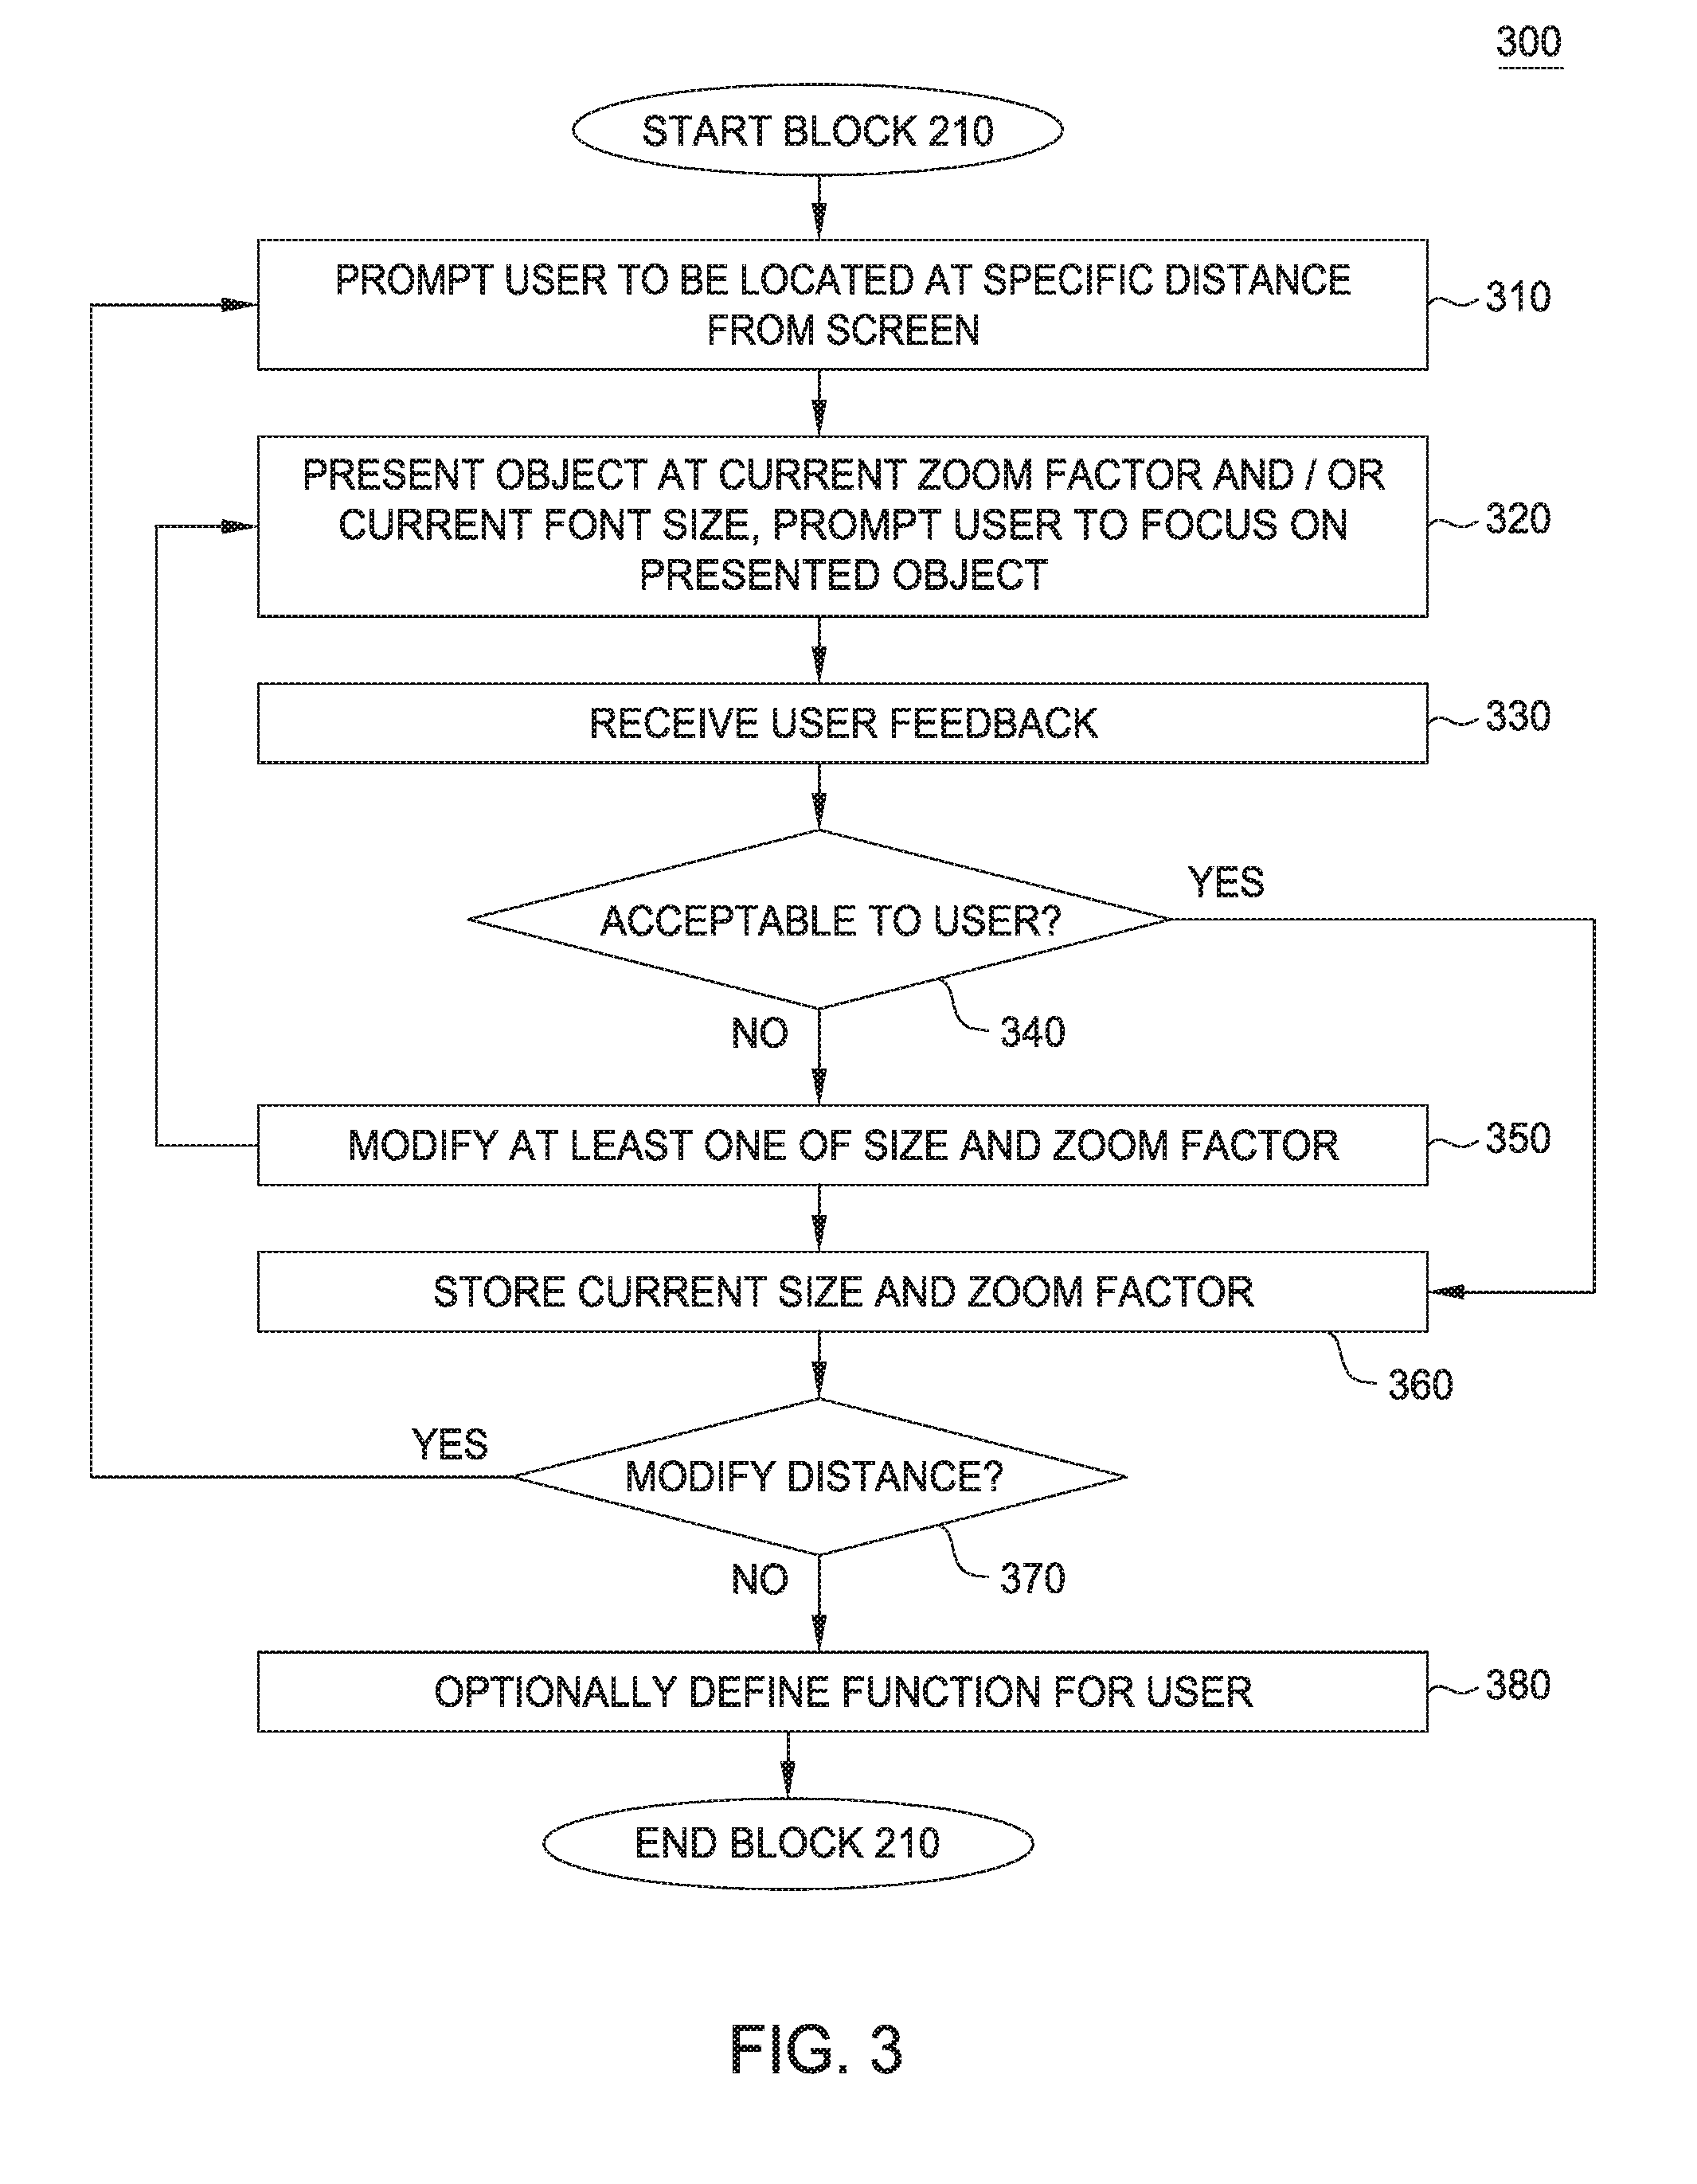 300
START BLOCK 210
PROMPT USER TO BE LOCATED AT SPECIFIC DISTANCE
FROM SCREEN
310
PRESENT OBJECT AT CURRENT ZOOM FACTOR AND / OR
CURRENT FONT SIZE, PROMPT USER TO FOCUS ON
PRESENTED OBJECT
320
RECEIVE USER FEEDBACK
330
ACCEPTABLE TO USER?
YES
NO
340
MODIFY AT LEAST ONE OF SIZE AND ZOOM FACTOR
350
STORE CURRENT SIZE AND ZOOM FACTOR
360
YES
MODIFY DISTANCE?
NO
370
OPTIONALLY DEFINE FUNCTION FOR USER
380
END BLOCK 210
FIG. 3